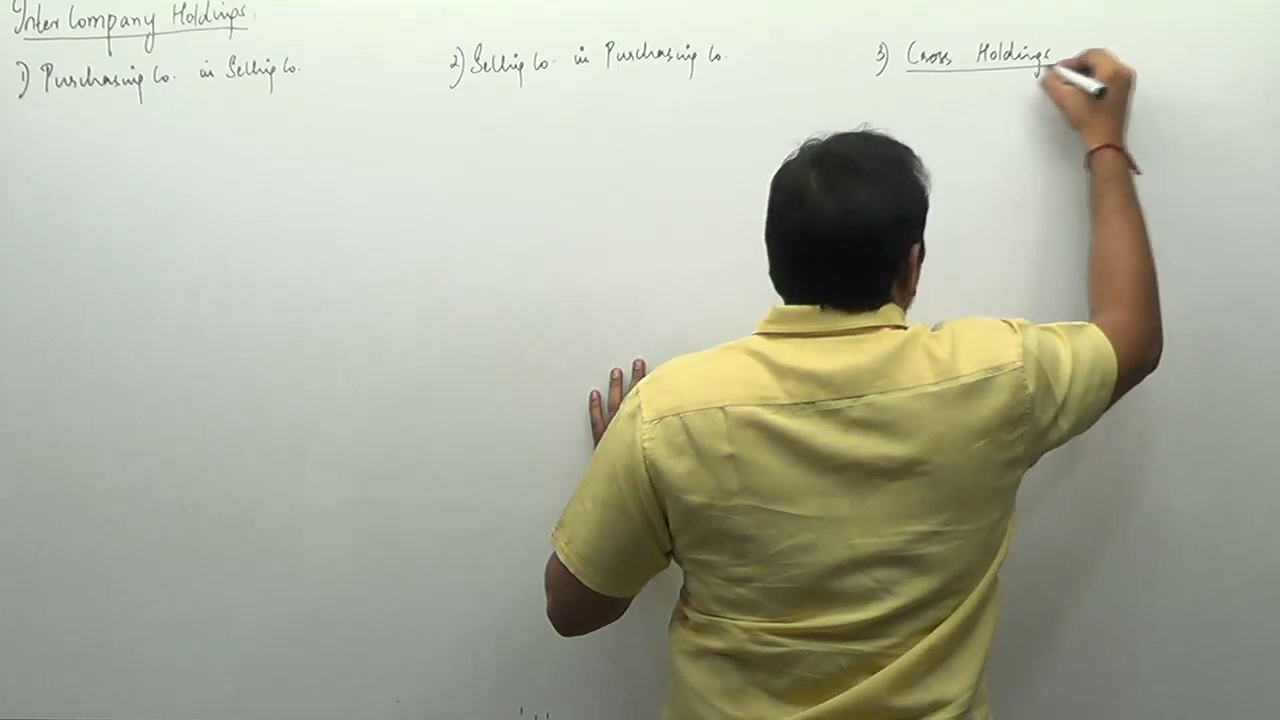 Inter Company Holdings
1) Purchasing Co. in Selling Co.
2) Selling Co. in Purchasing Co.
3) Cross Holdings